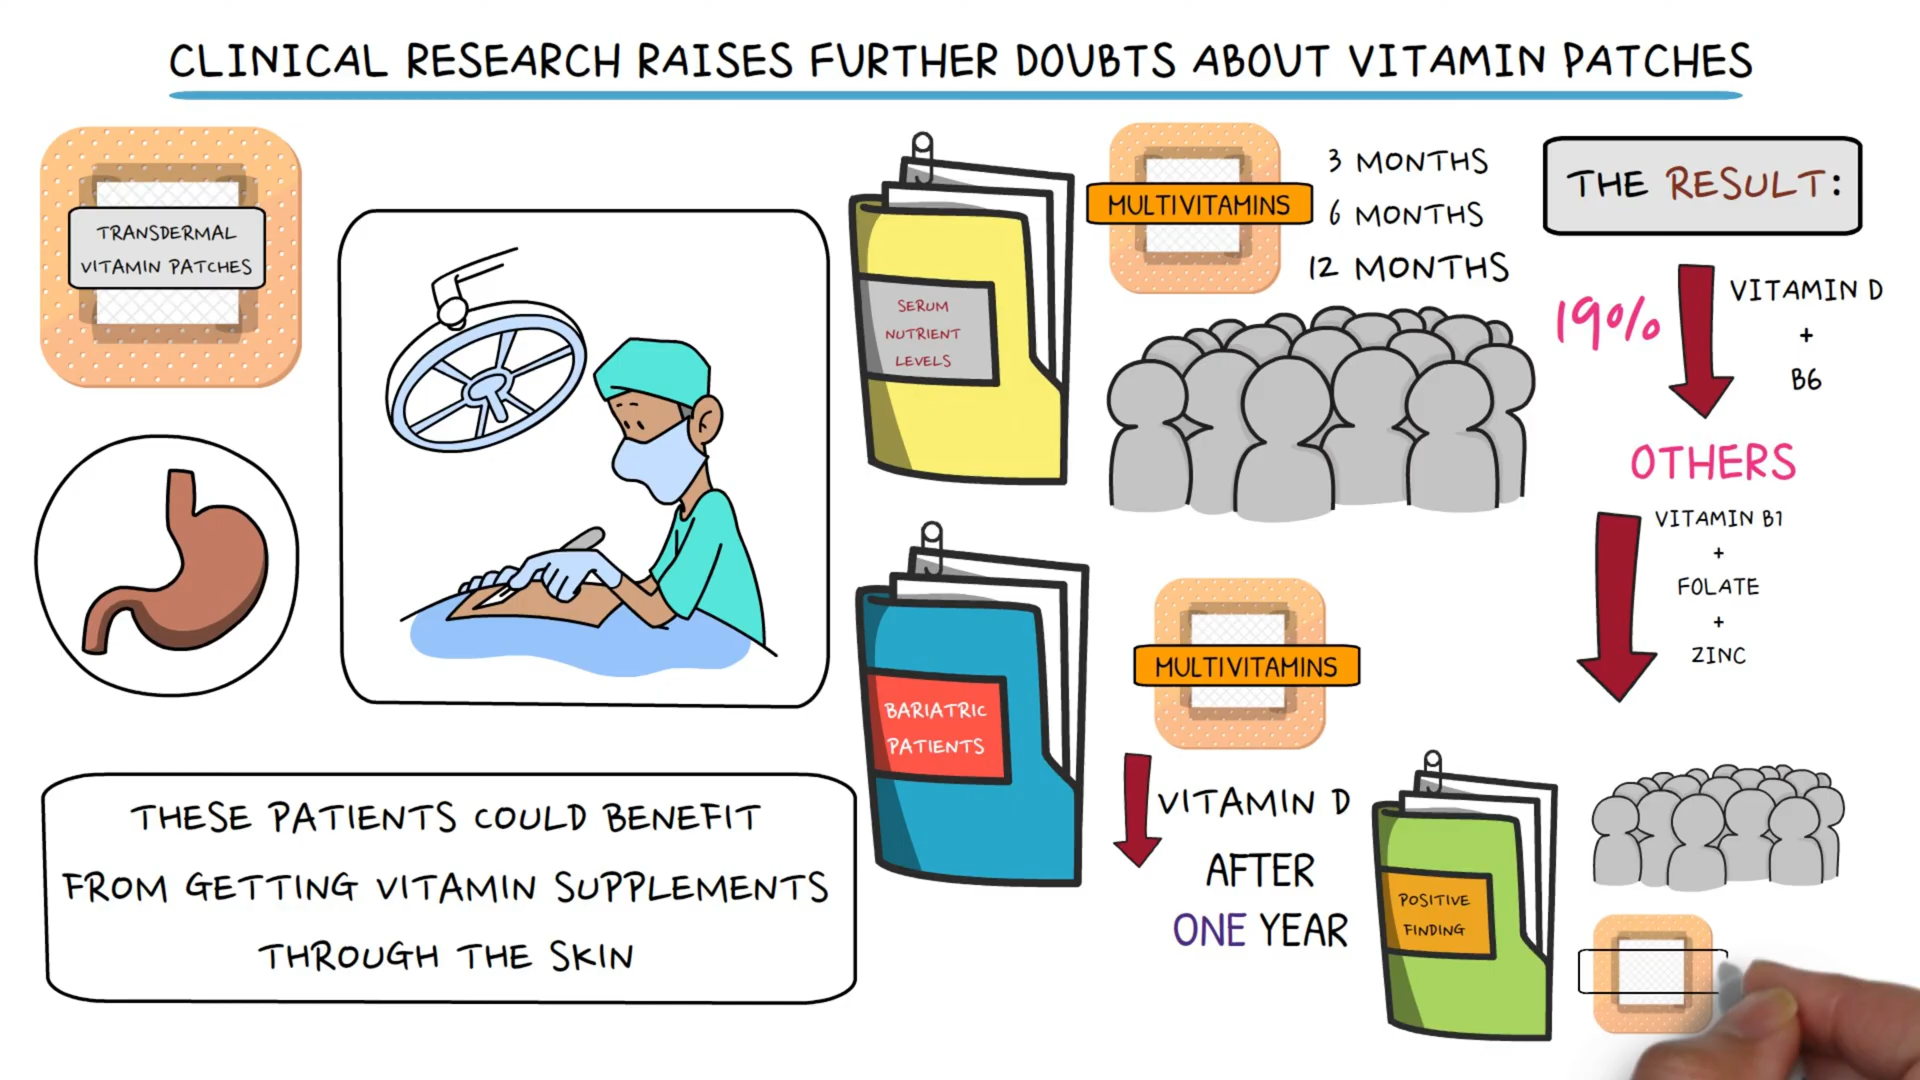 CLINICAL RESEARCH RAISES FURTHER DOUBTS ABOUT VITAMIN PATCHES
TRANSDERMAL
VITAMIN PATCHES
THESE PATIENTS COULD BENEFIT
FROM GETTING VITAMIN SUPPLEMENTS
THROUGH THE SKIN
SERUM
NUTRIENT
LEVELS
MULTIVITAMINS
3 MONTHS
6 MONTHS
12 MONTHS
BARIATRIC
PATIENTS
MULTIVITAMINS
VITAMIN D
AFTER
ONE YEAR
THE RESULT:
19%
VITAMIN D
+
B6
OTHERS
VITAMIN B1
+
FOLATE
+
ZINC
POSITIVE
FINDING